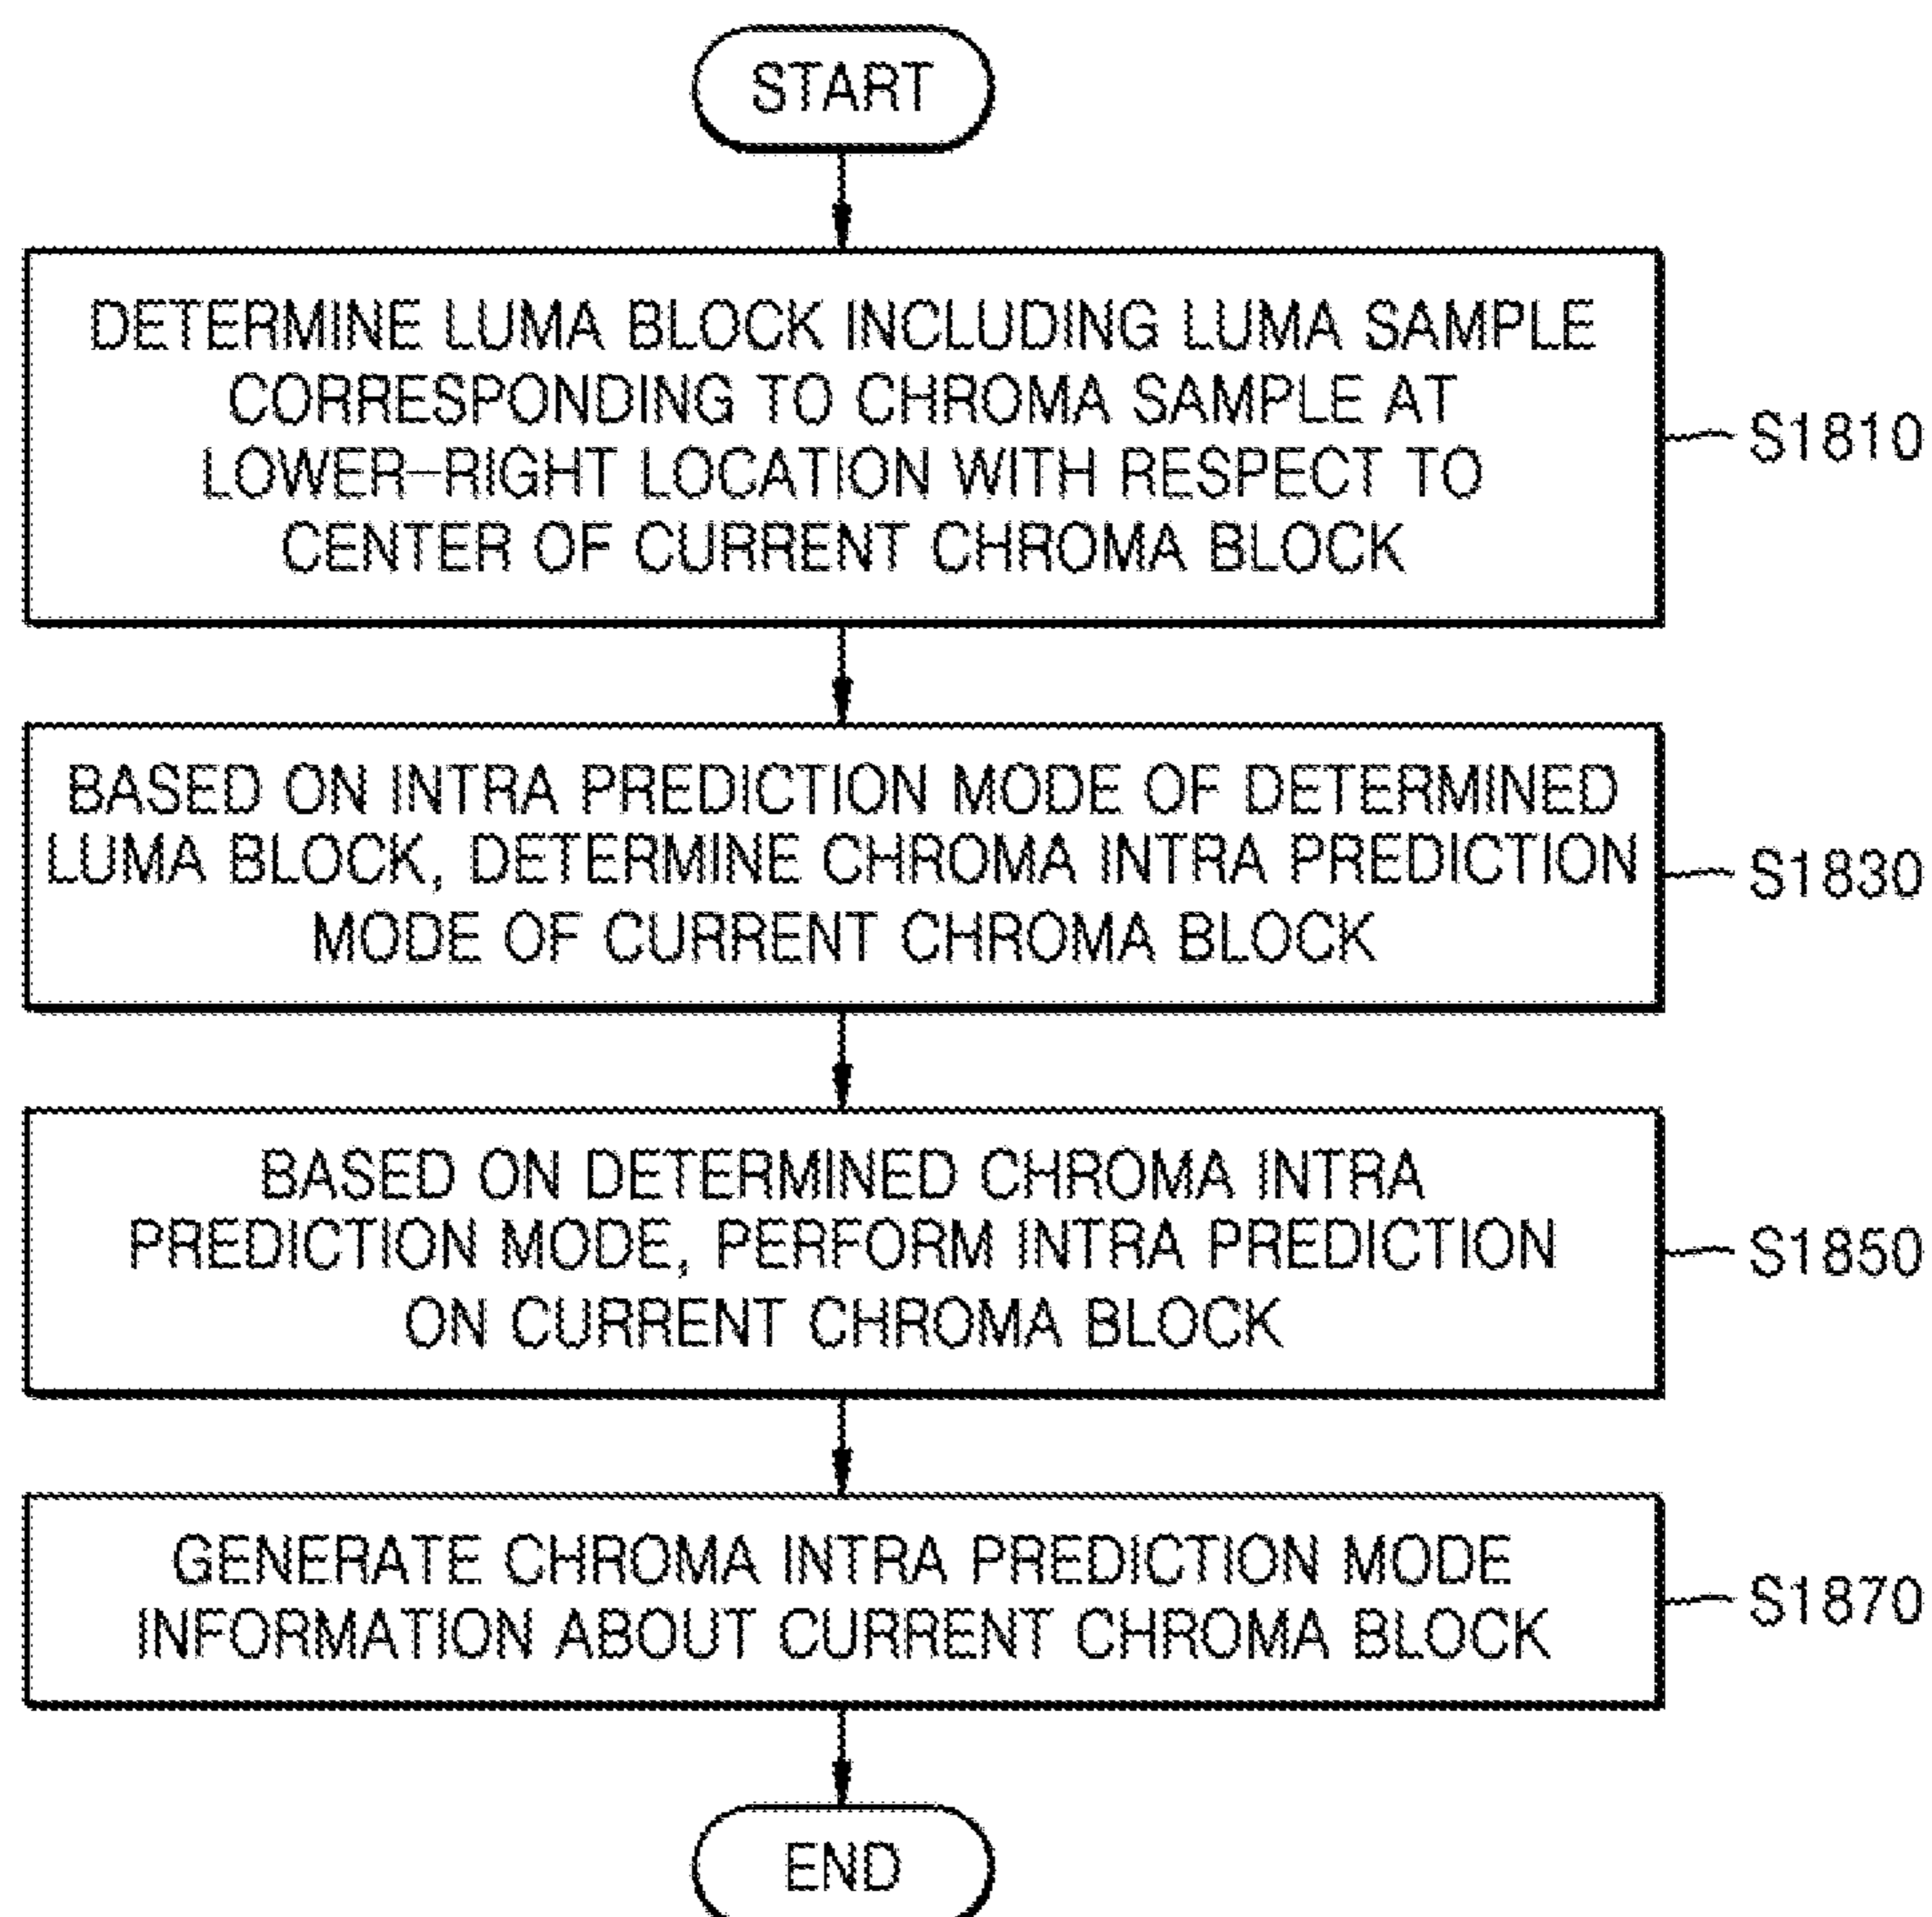 START
DETERMINE LUMA BLOCK INCLUDING LUMA SAMPLE
CORRESPONDING TO CHROMA SAMPLE AT
LOWER-RIGHT LOCATION WITH RESPECT TO
CENTER OF CURRENT CHROMA BLOCK
S1810
BASED ON INTRA PREDICTION MODE OF DETERMINED
LUMA BLOCK, DETERMINE CHROMA INTRA PREDICTION
MODE OF CURRENT CHROMA BLOCK
S1830
BASED ON DETERMINED CHROMA INTRA
PREDICTION MODE, PERFORM INTRA PREDICTION
ON CURRENT CHROMA BLOCK
S1850
GENERATE CHROMA INTRA PREDICTION MODE
INFORMATION ABOUT CURRENT CHROMA BLOCK
S1870
END